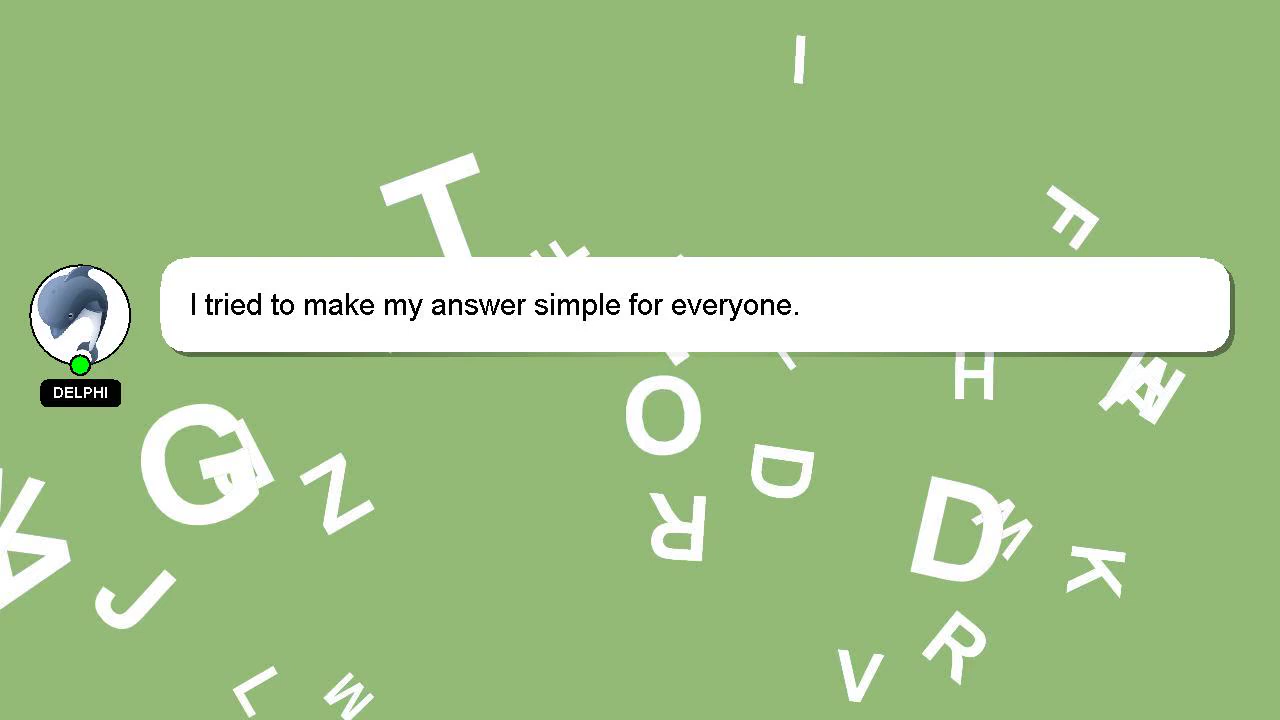 I tried to make my answer simple for everyone.
DELPHI
I
T
F
H
O
G
N
D
R
D
M
K
J
R
V
L
M